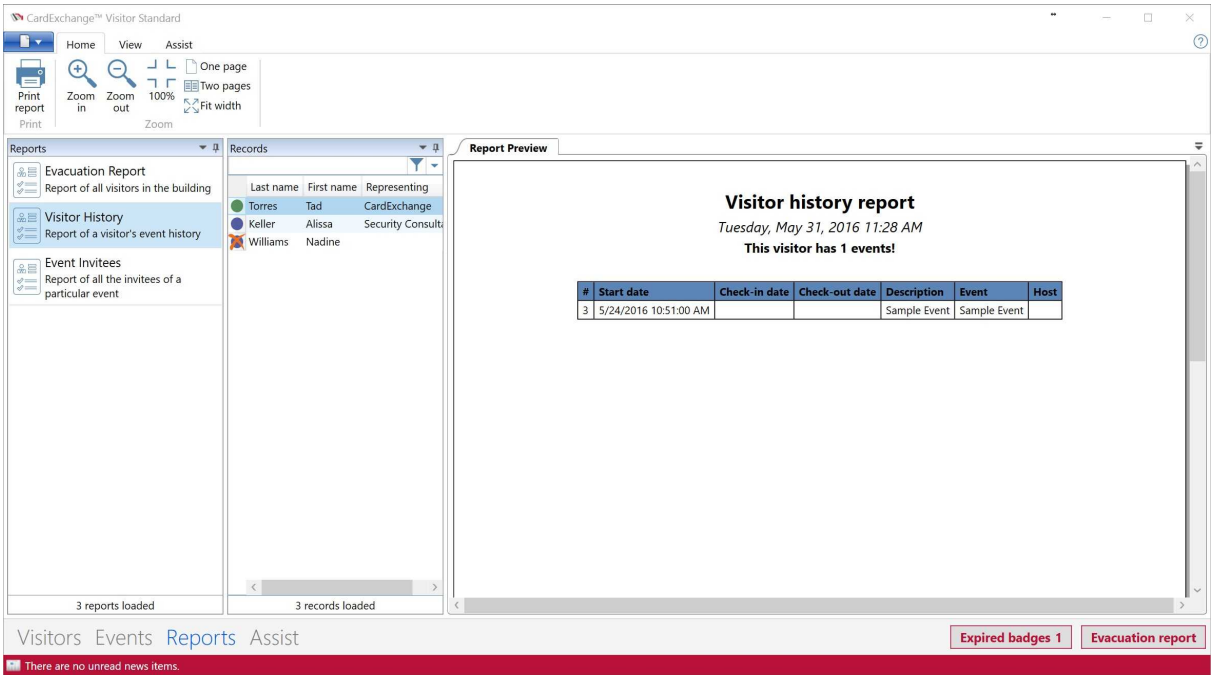 CardExchange™ Visitor Standard
Home View Assist
Print report
Zoom in
Zoom out
100%
One page
Two pages
Fit width
Print
Zoom
Reports
Evacuation Report
Report of all visitors in the building
Visitor History
Report of a visitor's event history
Event Invitees
Report of all the invitees of a
particular event
3 reports loaded
Records
Last name First name Representing
Torres Tad CardExchange
Keller Alissa Security Consulta
Williams Nadine
3 records loaded
Report Preview
Visitor history report
Tuesday, May 31, 2016 11:28 AM
This visitor has 1 events!
# Start date Check-in date Check-out date Description Event Host
3 5/24/2016 10:51:00 AM Sample Event Sample Event
Visitors Events Reports Assist
Expired badges 1 Evacuation report
There are no unread news items.